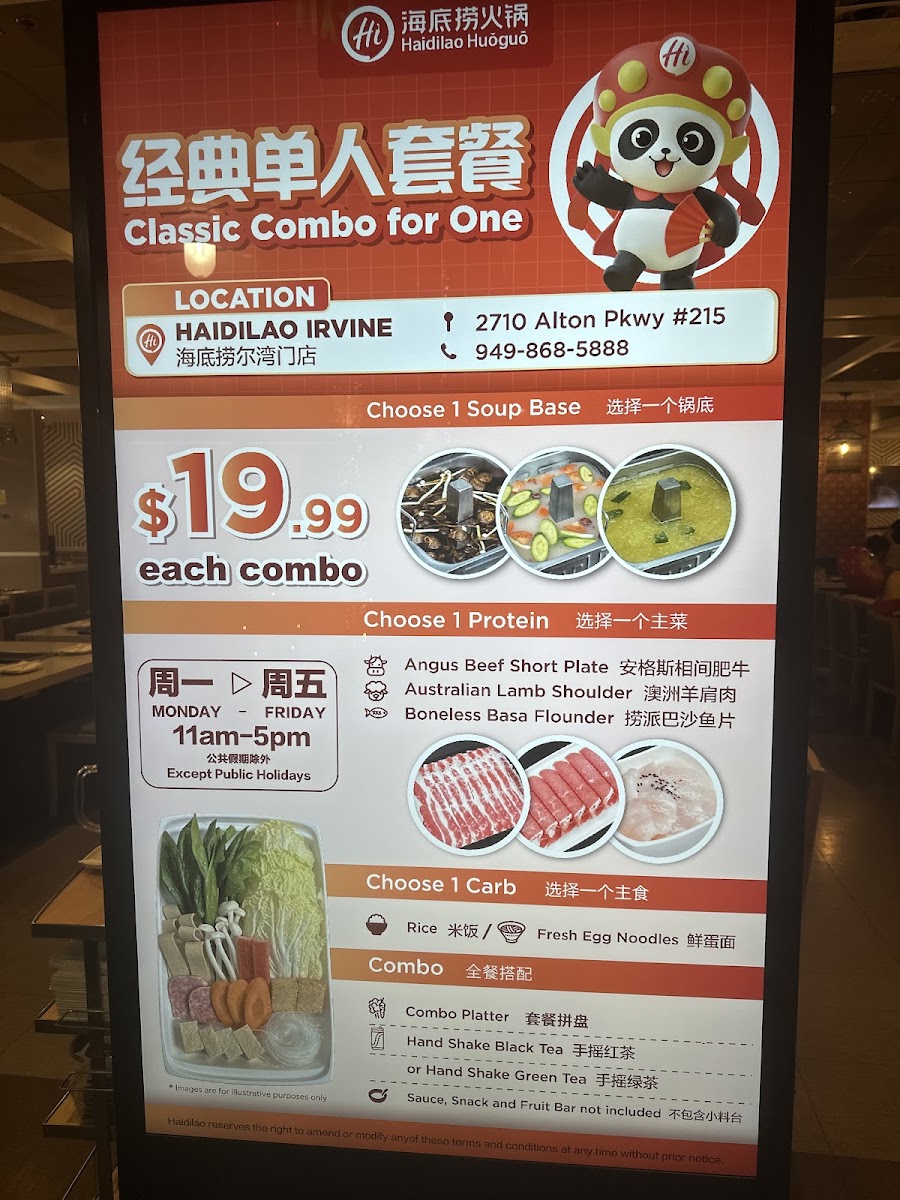 Hi 海底捞火锅
Haidilao Huǒguō
Hi
经典单人套餐
Classic Combo for One
LOCATION
Hi
HAIDILAO IRVINE
海底捞尔湾门店
2710 Alton Pkwy #215
949-868-5888
Choose 1 Soup Base 选择一个锅底
$19.99
each combo
Choose 1 Protein 选择一个主菜
周一 ▷ 周五
MONDAY - FRIDAY
11am-5pm
公共假期除外
Except Public Holidays
Angus Beef Short Plate 安格斯相间肥牛
Australian Lamb Shoulder 澳洲羊肩肉
Boneless Basa Flounder 捞派巴沙鱼片
Choose 1 Carb 选择一个主食
Rice 米饭 / Fresh Egg Noodles 鲜蛋面
Combo 全餐搭配
Combo Platter 套餐拼盘
Hand Shake Black Tea 手摇红茶
or Hand Shake Green Tea 手摇绿茶
Sauce, Snack and Fruit Bar not included 不包含小料台
* Images are for illustrative purposes only
Haidilao reserves the right to amend or modify anyof these terms and conditions at any time without prior notice.